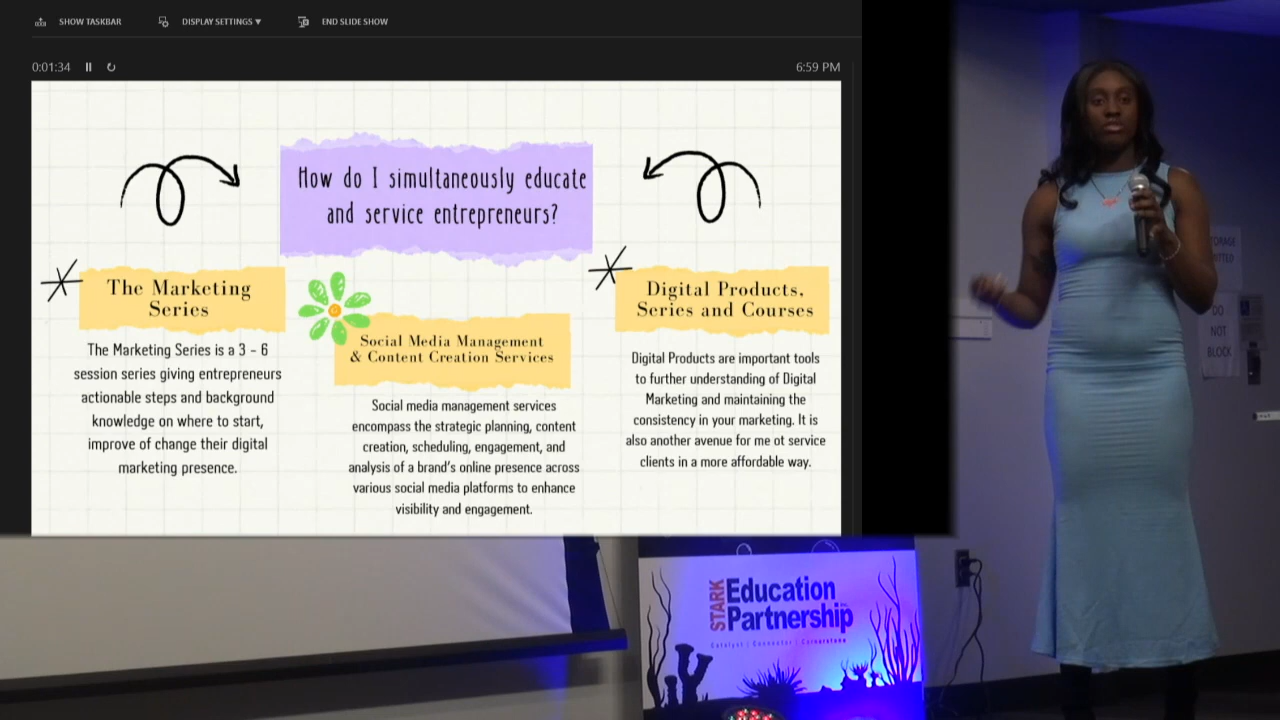 SHOW TASKBAR
DISPLAY SETTINGS ▼
END SLIDE SHOW
0:01:34
6:59 PM
How do I simultaneously educate
and service entrepreneurs?
The Marketing
Series
The Marketing Series is a 3 - 6
session series giving entrepreneurs
actionable steps and background
knowledge on where to start,
improve of change their digital
marketing presence.
Social Media Management
& Content Creation Services
Social media management services
encompass the strategic planning, content
creation, scheduling, engagement, and
analysis of a brand's online presence across
various social media platforms to enhance
visibility and engagement.
Digital Products,
Series and Courses
Digital Products are important tools
to further understanding of Digital
Marketing and maintaining the
consistency in your marketing. It is
also another avenue for me ot service
clients in a more affordable way.
STARK
Education
Partnership
Catalyst | Convener | Cornerstone
DO
NOT
BLOCK